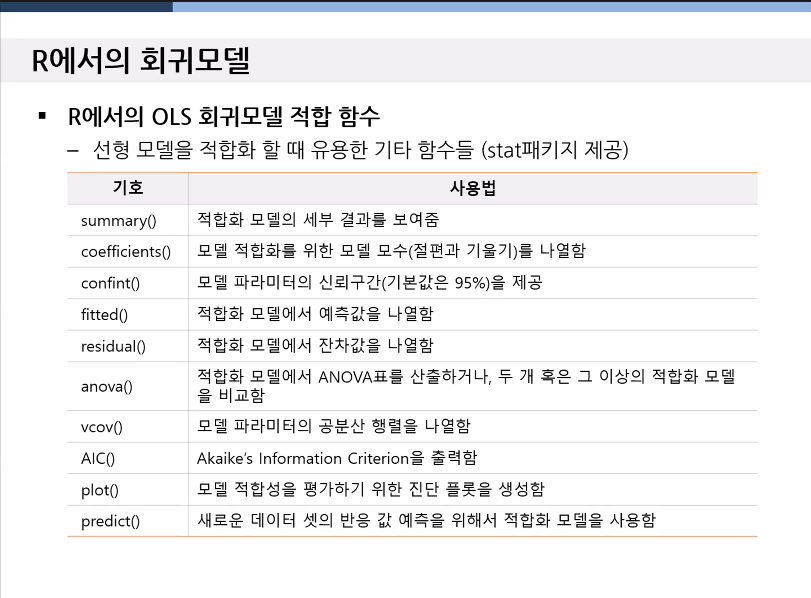 R에서의 회귀모델
▪ R에서의 OLS 회귀모델 적합 함수
– 선형 모델을 적합화 할 때 유용한 기타 함수들 (stat패키지 제공)
기호 사용법
summary() 적합화 모델의 세부 결과를 보여줌
coefficients() 모델 적합화를 위한 모델 모수(절편과 기울기)를 나열함
confint() 모델 파라미터의 신뢰구간(기본값은 95%)을 제공
fitted() 적합화 모델에서 예측값을 나열함
residual() 적합화 모델에서 잔차값을 나열함
anova() 적합화 모델에서 ANOVA표를 산출하거나, 두 개 혹은 그 이상의 적합화 모델
을 비교함
vcov() 모델 파라미터의 공분산 행렬을 나열함
AIC() Akaike’s Information Criterion을 출력함
plot() 모델 적합성을 평가하기 위한 진단 플롯을 생성함
predict() 새로운 데이터 셋의 반응 값 예측을 위해서 적합화 모델을 사용함